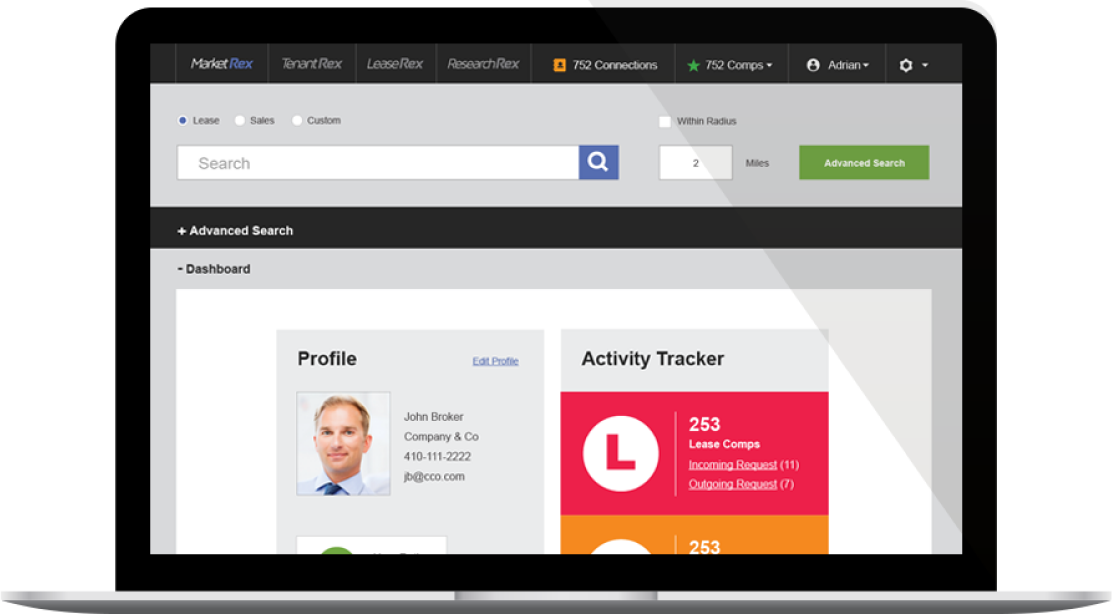 MarketRex TenantRex LeaseRex ResearchRex 752 Connections 752 Comps Adrian
Lease Sales Custom Within Radius
Search 2 Miles Advanced Search
+ Advanced Search
- Dashboard
Profile Edit Profile
John Broker
Company & Co
410-111-2222
jb@cco.com
Activity Tracker
L
253
Lease Comps
Incoming Request (11)
Outgoing Request (7)
253